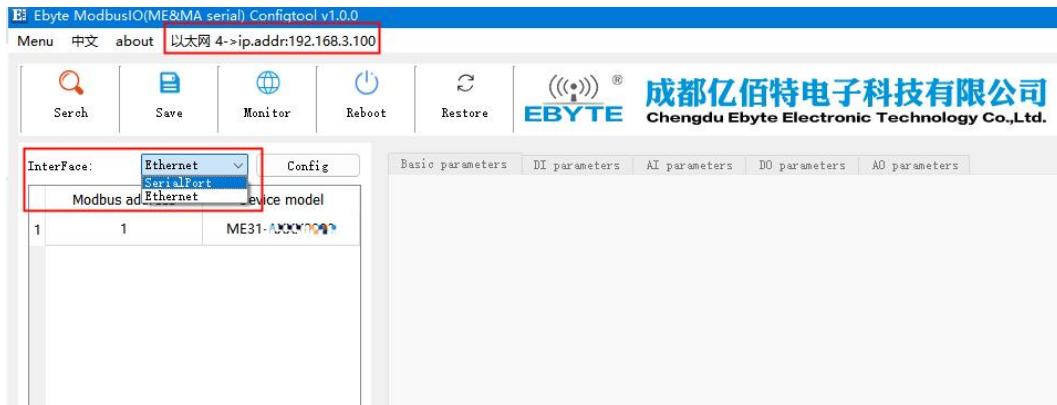 Ebyte ModbusIO(ME&MA serial) Configtool v1.0.0
Menu 中文 about 以太网 4->ip.addr:192.168.3.100
Serch Save Monitor Reboot Restore
EBYTE ®
成都亿佰特电子科技有限公司
Chengdu Ebyte Electronic Technology Co.,Ltd.
InterFace: Ethernet Config
Basic parameters DI parameters AI parameters DO parameters AO parameters
SerialPort
Ethernet
Modbus evice model
1 1 ME31-